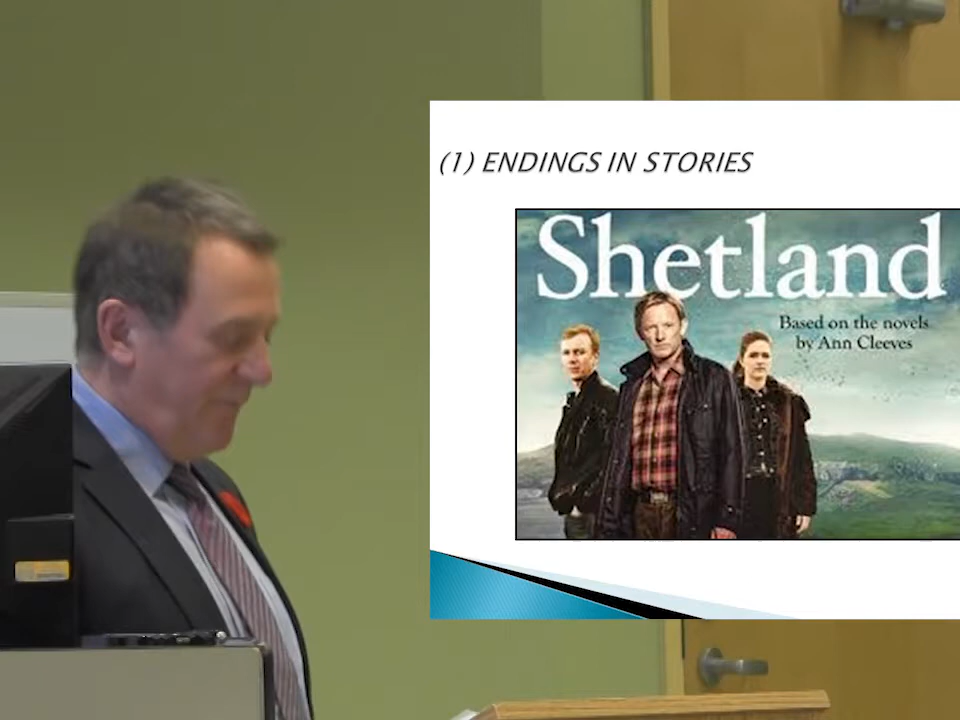 (1) ENDINGS IN STORIES
Shetland
Based on the novels
by Ann Cleeves